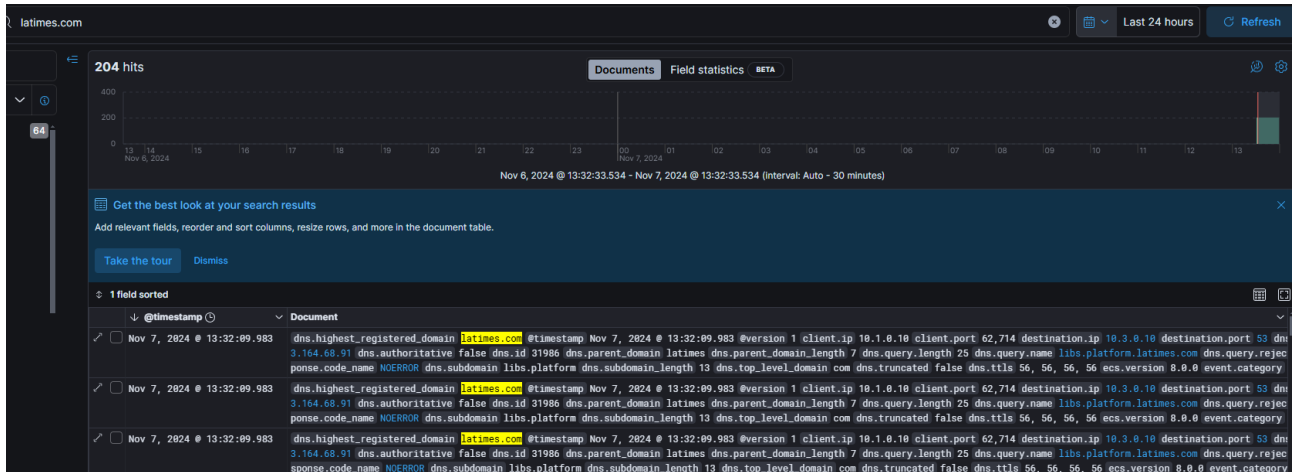 latimes.com
Last 24 hours
Refresh
204 hits
Documents Field statistics BETA
64
400
200
0
13 14 15 16 17 18 19 20 21 22 23 00 01 02 03 04 05 06 07 08 09 10 11 12 13
Nov 6, 2024 Nov 7, 2024
Nov 6, 2024 @ 13:32:33.534 - Nov 7, 2024 @ 13:32:33.534 (interval: Auto - 30 minutes)
Get the best look at your search results
Add relevant fields, reorder and sort columns, resize rows, and more in the document table.
Take the tour Dismiss
1 field sorted
@timestamp Document
Nov 7, 2024 @ 13:32:09.983 dns.highest_registered_domain latimes.com @timestamp Nov 7, 2024 @ 13:32:09.983 @version 1 client.ip 10.1.0.10 client.port 62,714 destination.ip 10.3.0.10 destination.port 53 dns
3.164.68.91 dns.authoritative false dns.id 31986 dns.parent_domain latimes dns.parent_domain_length 7 dns.query.length 25 dns.query.name libs.platform.latimes.com dns.query.rejec
ponse.code_name NOERROR dns.subdomain libs.platform dns.subdomain_length 13 dns.top_level_domain com dns.truncated false dns.ttls 56, 56, 56, 56 ecs.version 8.0.0 event.category
Nov 7, 2024 @ 13:32:09.983 dns.highest_registered_domain latimes.com @timestamp Nov 7, 2024 @ 13:32:09.983 @version 1 client.ip 10.1.0.10 client.port 62,714 destination.ip 10.3.0.10 destination.port 53 dns
3.164.68.91 dns.authoritative false dns.id 31986 dns.parent_domain latimes dns.parent_domain_length 7 dns.query.length 25 dns.query.name libs.platform.latimes.com dns.query.rejec
ponse.code_name NOERROR dns.subdomain libs.platform dns.subdomain_length 13 dns.top_level_domain com dns.truncated false dns.ttls 56, 56, 56, 56 ecs.version 8.0.0 event.category
Nov 7, 2024 @ 13:32:09.983 dns.highest_registered_domain latimes.com @timestamp Nov 7, 2024 @ 13:32:09.983 @version 1 client.ip 10.1.0.10 client.port 62,714 destination.ip 10.3.0.10 destination.port 53 dns
3.164.68.91 dns.authoritative false dns.id 31986 dns.parent_domain latimes dns.parent_domain_length 7 dns.query.length 25 dns.query.name libs.platform.latimes.com dns.query.rejec
sponse.code_name NOERROR dns.subdomain libs.platform dns.subdomain_length 13 dns.top_level_domain com dns.truncated false dns.ttls 56, 56, 56, 56 ecs.version 8.0.0 event.category